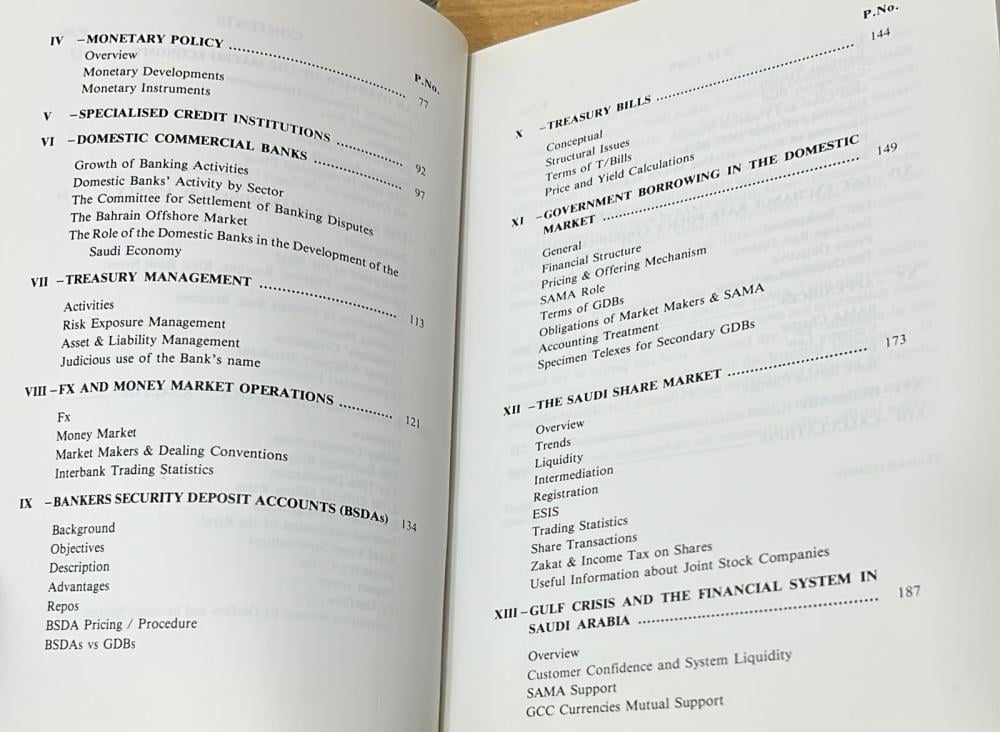 P.No.
IV –MONETARY POLICY ........ 77
Overview
Monetary Developments
Monetary Instruments
V –SPECIALISED CREDIT INSTITUTIONS ........ 92
VI –DOMESTIC COMMERCIAL BANKS ........ 97
Growth of Banking Activities
Domestic Banks' Activity by Sector
The Committee for Settlement of Banking Disputes
The Bahrain Offshore Market
The Role of the Domestic Banks in the Development of the
Saudi Economy
VII –TREASURY MANAGEMENT ........ 113
Activities
Risk Exposure Management
Asset & Liability Management
Judicious use of the Bank's name
VIII –FX AND MONEY MARKET OPERATIONS ........ 121
Fx
Money Market
Market Makers & Dealing Conventions
Interbank Trading Statistics
IX –BANKERS SECURITY DEPOSIT ACCOUNTS (BSDAs) 134
Background
Objectives
Description
Advantages
Repos
BSDA Pricing / Procedure
BSDAs vs GDBs
P.No.
X –TREASURY BILLS ........ 144
Conceptual
Structural Issues
Terms of T/Bills
Price and Yield Calculations
XI –GOVERNMENT BORROWING IN THE DOMESTIC
MARKET ........ 149
General
Financial Structure
Pricing & Offering Mechanism
SAMA Role
Terms of GDBs
Obligations of Market Makers & SAMA
Accounting Treatment
Specimen Telexes for Secondary GDBs
XII –THE SAUDI SHARE MARKET ........ 173
Overview
Trends
Liquidity
Intermediation
Registration
ESIS
Trading Statistics
Share Transactions
Zakat & Income Tax on Shares
Useful Information about Joint Stock Companies
XIII –GULF CRISIS AND THE FINANCIAL SYSTEM IN
SAUDI ARABIA ........ 187
Overview
Customer Confidence and System Liquidity
SAMA Support
GCC Currencies Mutual Support